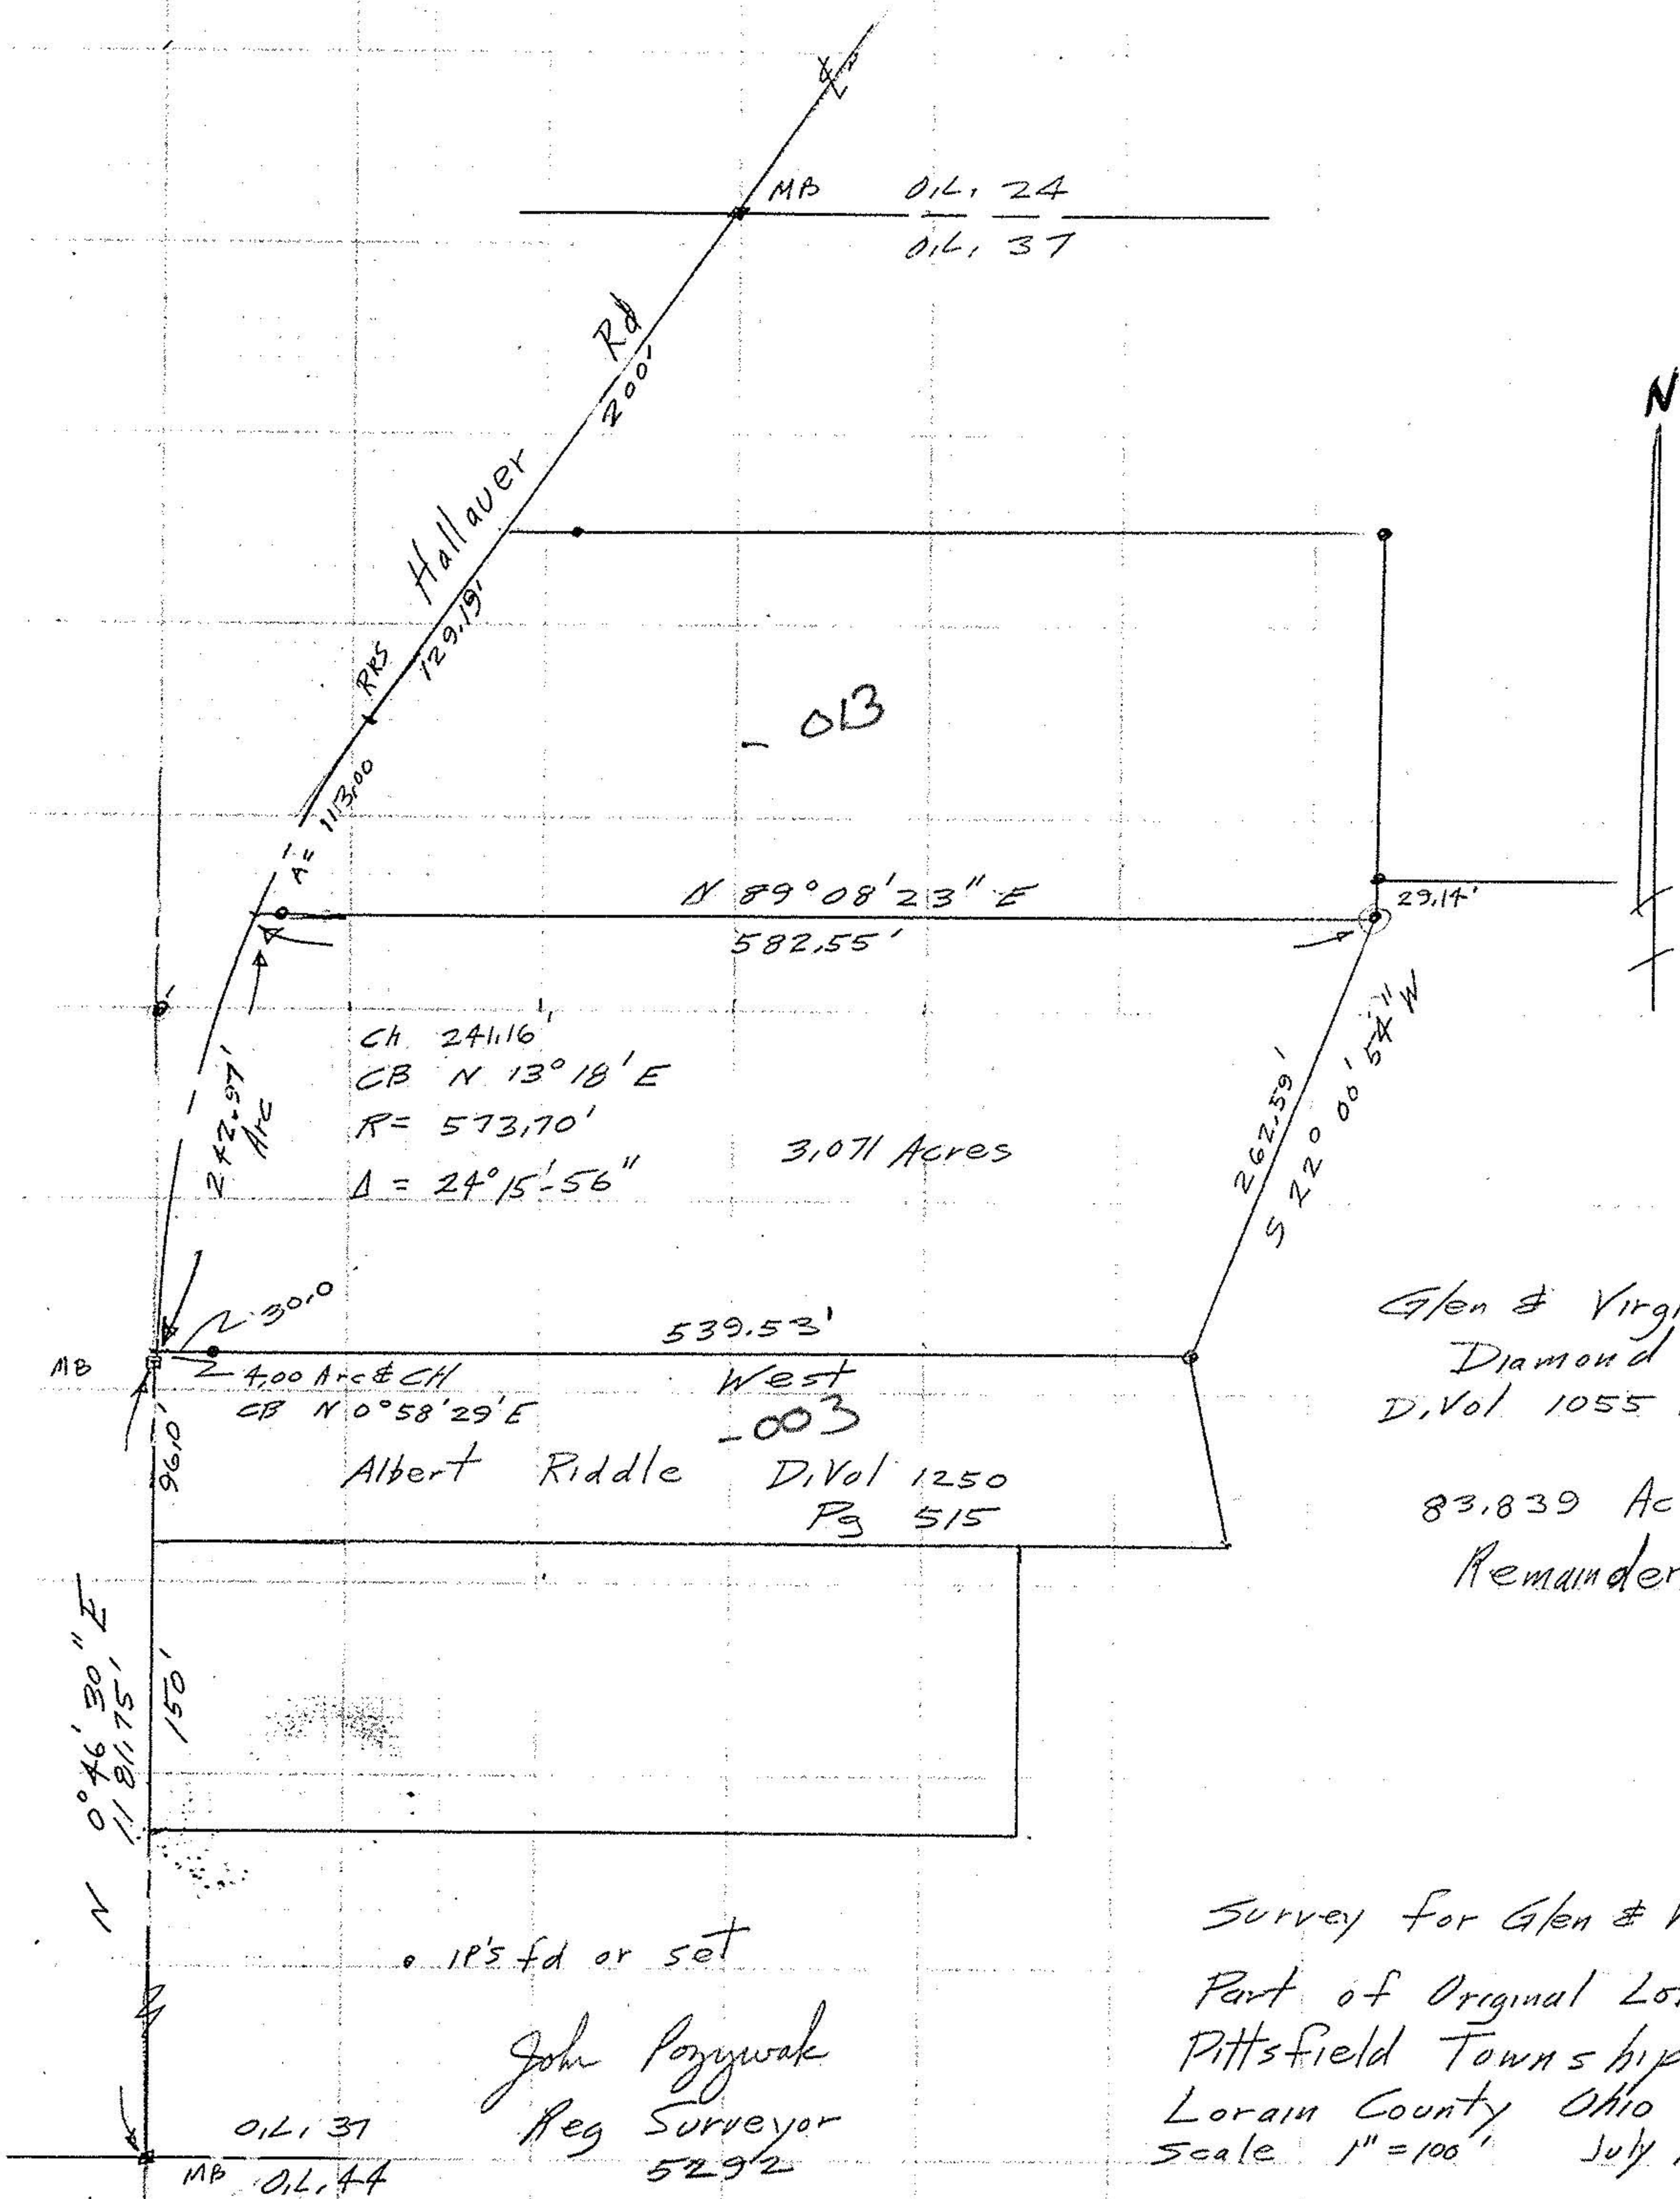 ℄
MB O.L. 24
O.L. 37
Rd
200'
N
Hallauer
129.19'
RRS
- 013
A= 113.00
N 89° 08' 23" E
582.55'
29.14'
Ch 241.16'
CB N 13° 18' E
R= 573.70'
Δ = 24° 15'-56"
242.97'
Arc
3.071 Acres
262.59'
S 22° 00' 54" W
30.0
539.53'
MB
4.00 Arc & CH
West
CB N 0° 58' 29' E
- 003
96.0'
Albert Riddle D.Vol 1250
Pg 515
Glen & Virg
Diamond
D.Vol 1055
83.839 Ac
Remainder
N 0° 46' 30" E
1181.75'
150'
• IP's fd or set
John Pozywak
Reg Surveyor
5292
O.L. 37
MB O.L. 44
Survey for Glen &
Part of Original Lo
Pittsfield Township
Lorain County Ohio
Scale 1" = 100' July